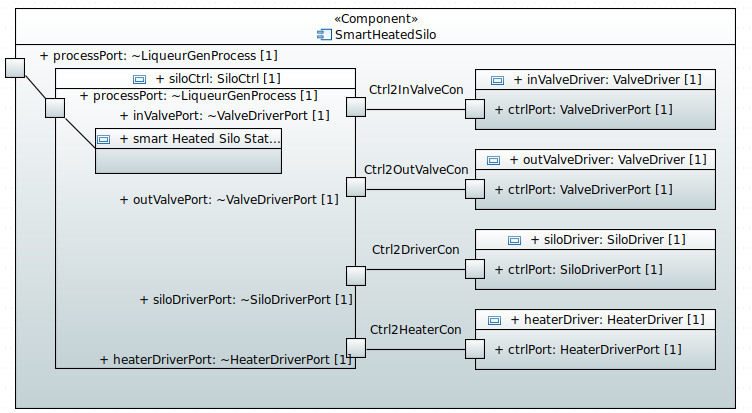 «Component»
SmartHeatedSilo
+ processPort: ~LiqueurGenProcess [1]
+ siloCtrl: SiloCtrl [1]
+ processPort: ~LiqueurGenProcess [1]
+ inValvePort: ~ValveDriverPort [1]
+ smart Heated Silo Stat...
+ outValvePort: ~ValveDriverPort [1]
+ siloDriverPort: ~SiloDriverPort [1]
+ heaterDriverPort: ~HeaterDriverPort [1]
Ctrl2InValveCon
+ inValveDriver: ValveDriver [1]
+ ctrlPort: ValveDriverPort [1]
Ctrl2OutValveCon
+ outValveDriver: ValveDriver [1]
+ ctrlPort: ValveDriverPort [1]
Ctrl2DriverCon
+ siloDriver: SiloDriver [1]
+ ctrlPort: SiloDriverPort [1]
Ctrl2HeaterCon
+ heaterDriver: HeaterDriver [1]
+ ctrlPort: HeaterDriverPort [1]